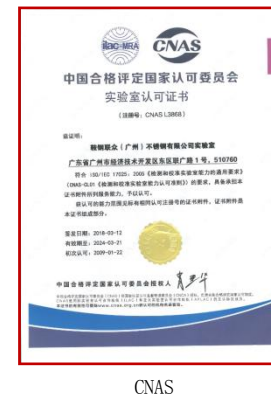 ilac-MRA
CNAS
中国合格评定国家认可委员会
实验室认可证书
(注册号：CNAS L3868)
兹证明：
鞍钢联众（广州）不锈钢有限公司实验室
广东省广州市经济技术开发区东区联广路 1 号，510760
符合 ISO/IEC 17025：2005《检测和校准实验室能力的通用要求》
(CNAS-CL01《检测和校准实验室能力认可准则》) 的要求，具备承担本
证书附件所列服务能力，予以认可。
获认可的能力范围见标有相同认可注册号的证书附件，证书附件是
本证书组成部分。
签发日期：2018-03-12
有效期至：2024-03-21
初次认可：2009-01-22
中国合格评定国家认可委员会授权人
CNAS